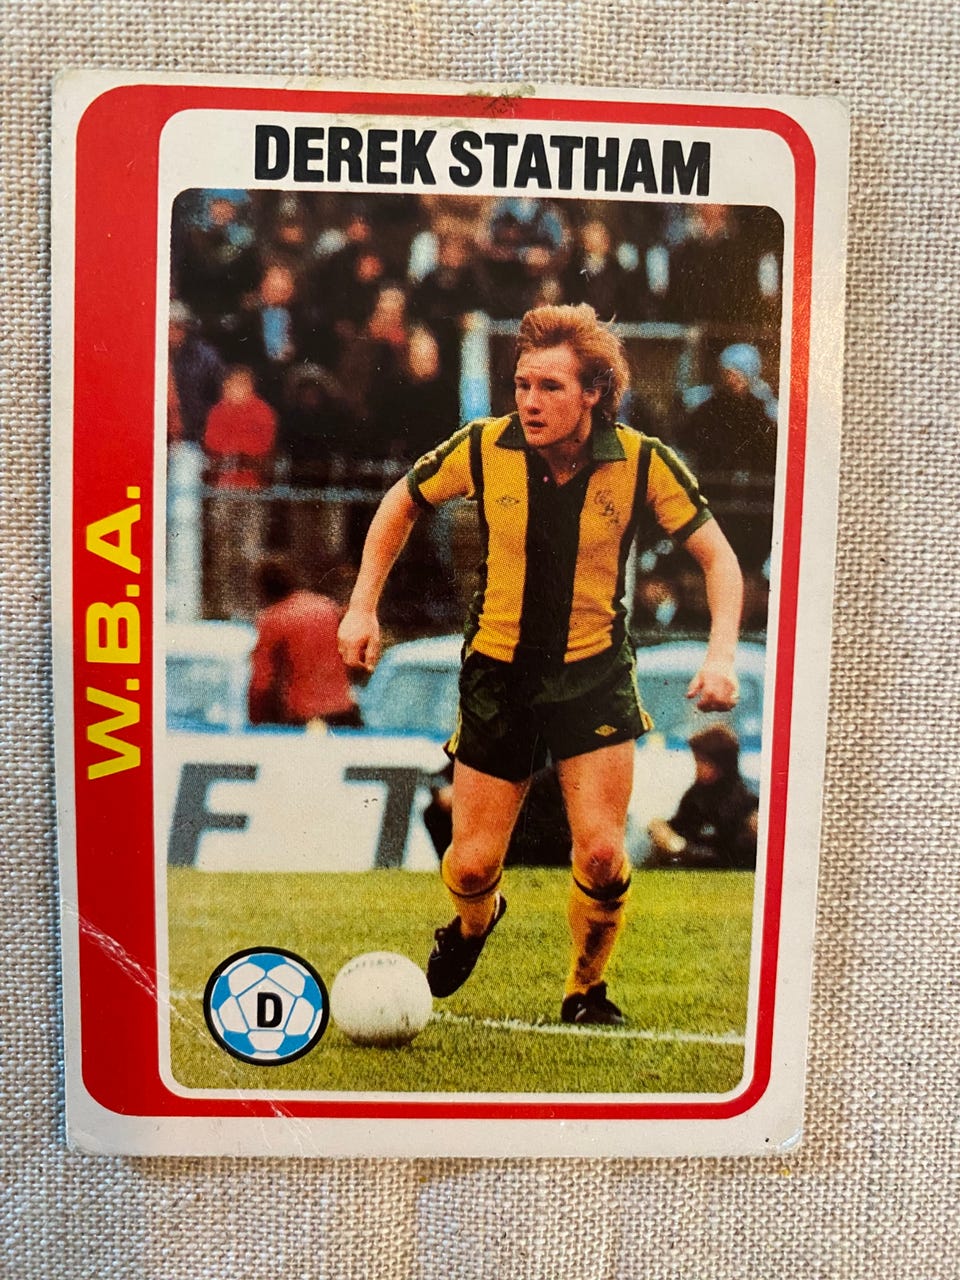 DEREK STATHAM
W.B.A.
F T
D